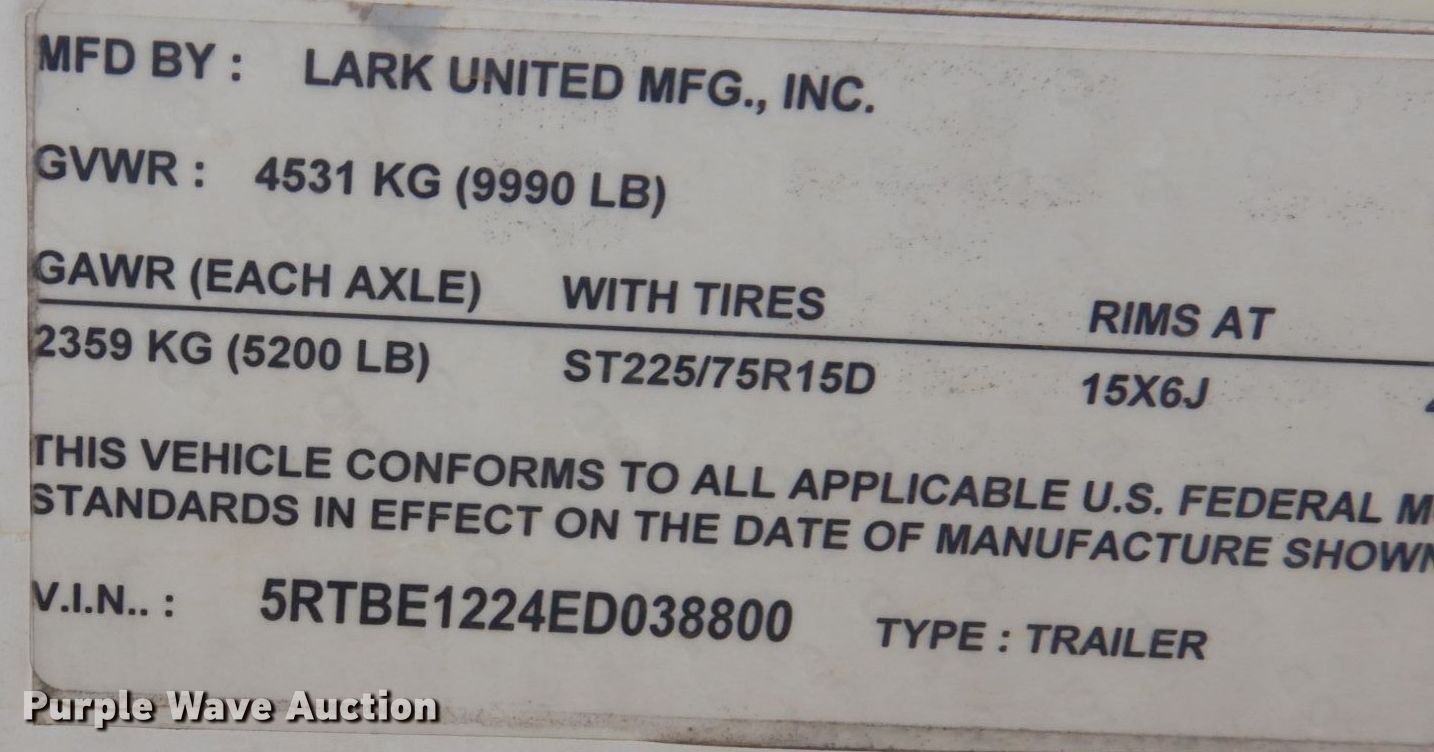 MFD BY : LARK UNITED MFG., INC.
GVWR : 4531 KG (9990 LB)
GAWR (EACH AXLE) WITH TIRES RIMS AT
2359 KG (5200 LB) ST225/75R15D 15X6J
THIS VEHICLE CONFORMS TO ALL APPLICABLE U.S. FEDERAL
STANDARDS IN EFFECT ON THE DATE OF MANUFACTURE SHOWN
V.I.N.. : 5RTBE1224ED038800 TYPE : TRAILER
Purple Wave Auction